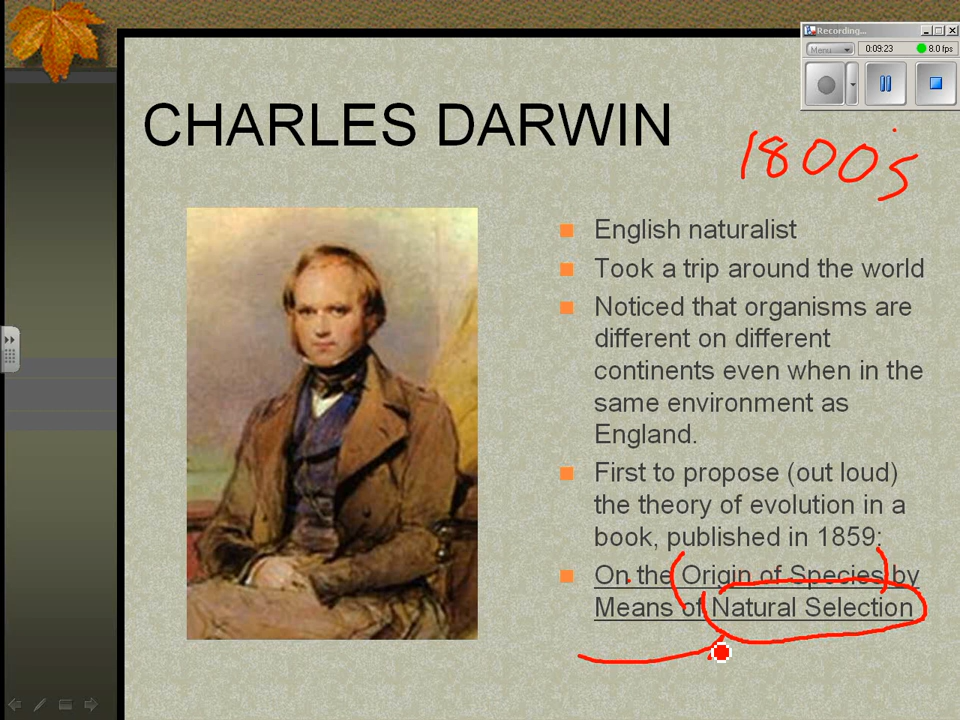 Recording...
Menu
0:09:23
8.0 fps
CHARLES DARWIN
1800s
English naturalist
Took a trip around the world
Noticed that organisms are
different on different
continents even when in the
same environment as
England.
First to propose (out loud)
the theory of evolution in a
book, published in 1859:
On the Origin of Species by
Means of Natural Selection